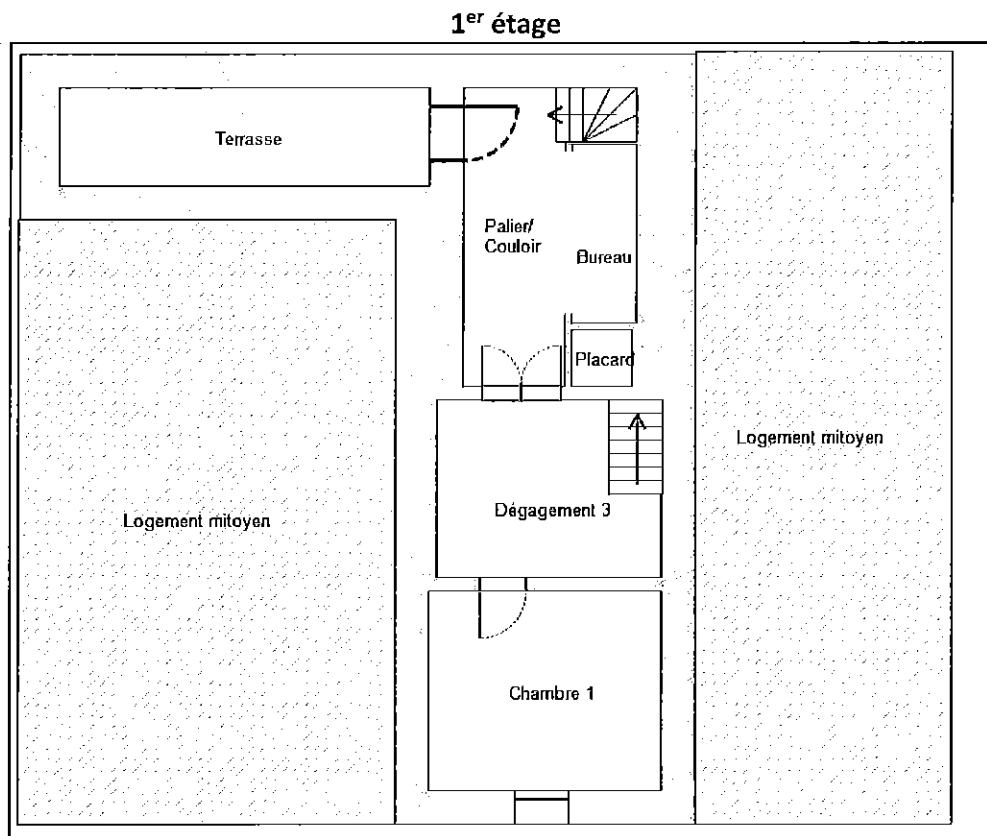 1er étage
Terrasse
Palier/
Couloir
Bureau
Placard
Logement mitoyen
Dégagement 3
Logement mitoyen
Chambre 1